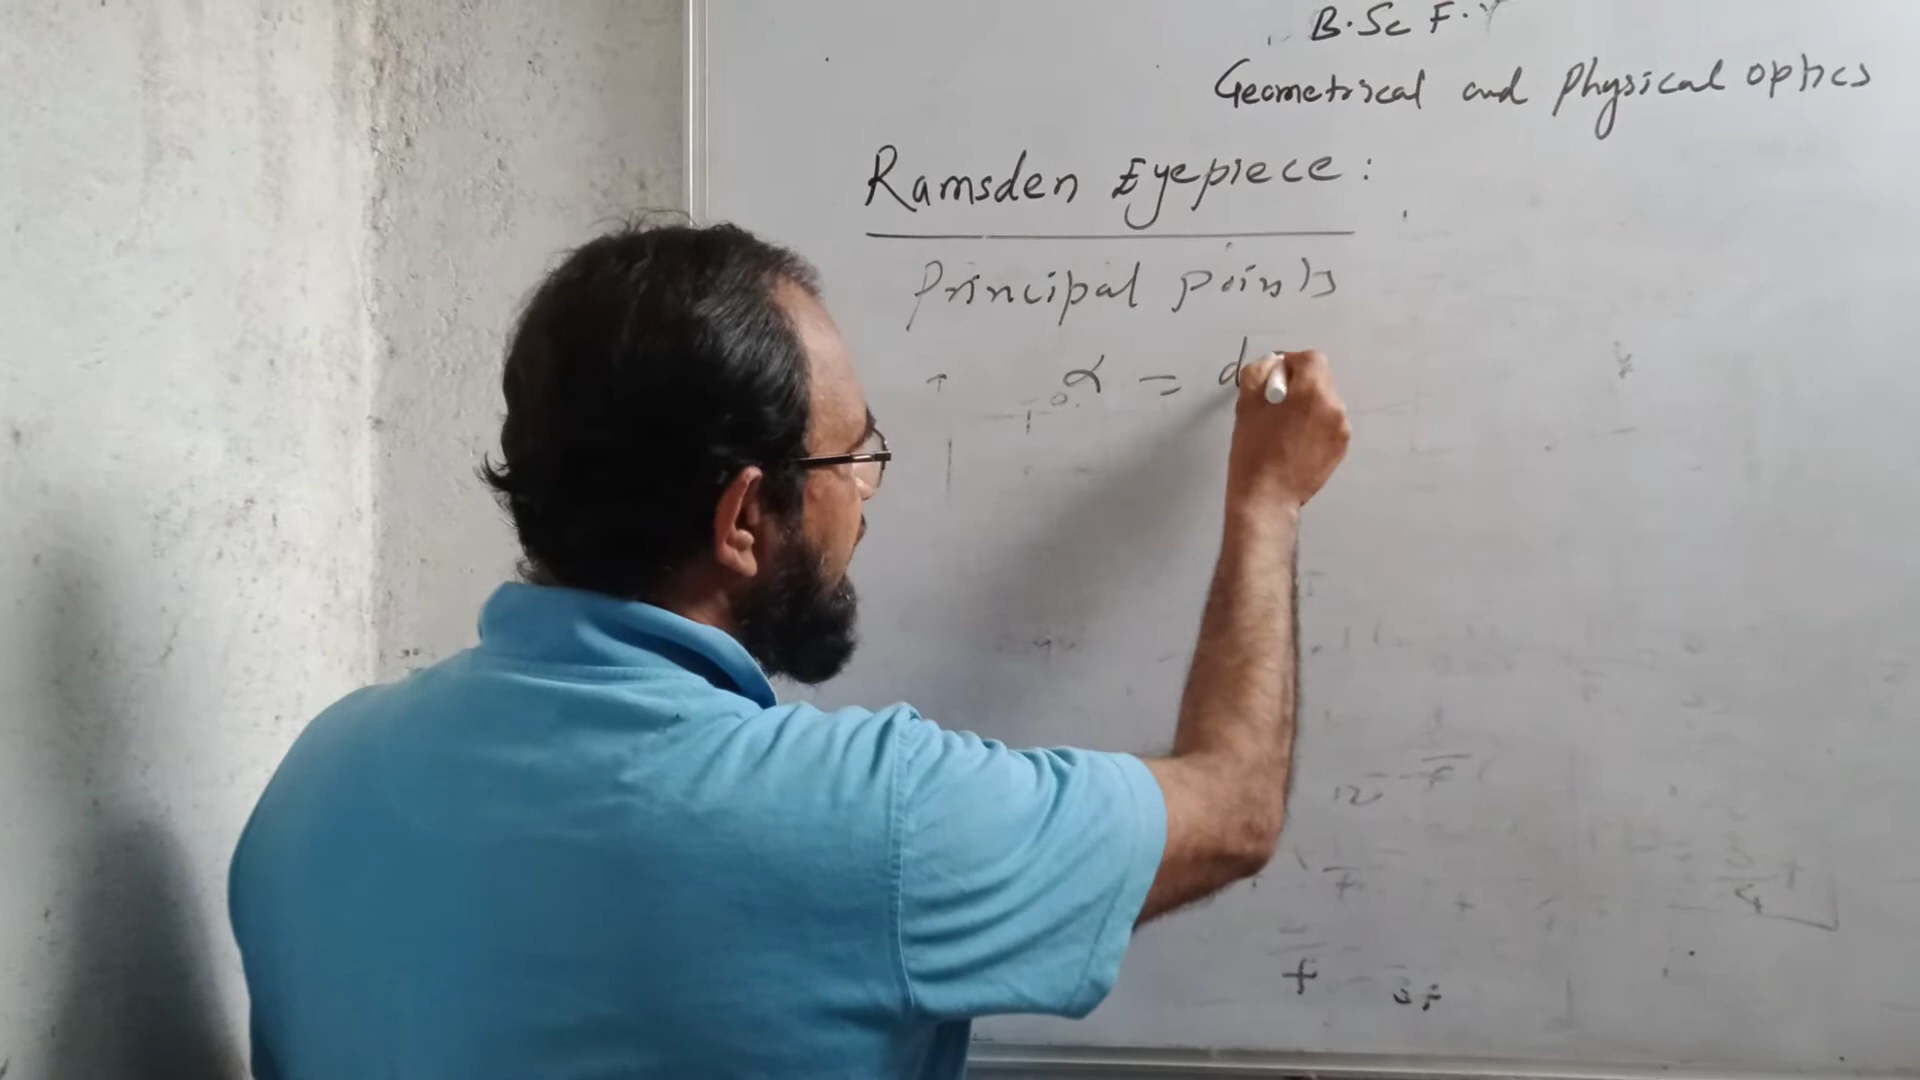 B.Sc F.Y
Geometrical and Physical optics
Ramsden Eyepiece:
Principal points
α = d